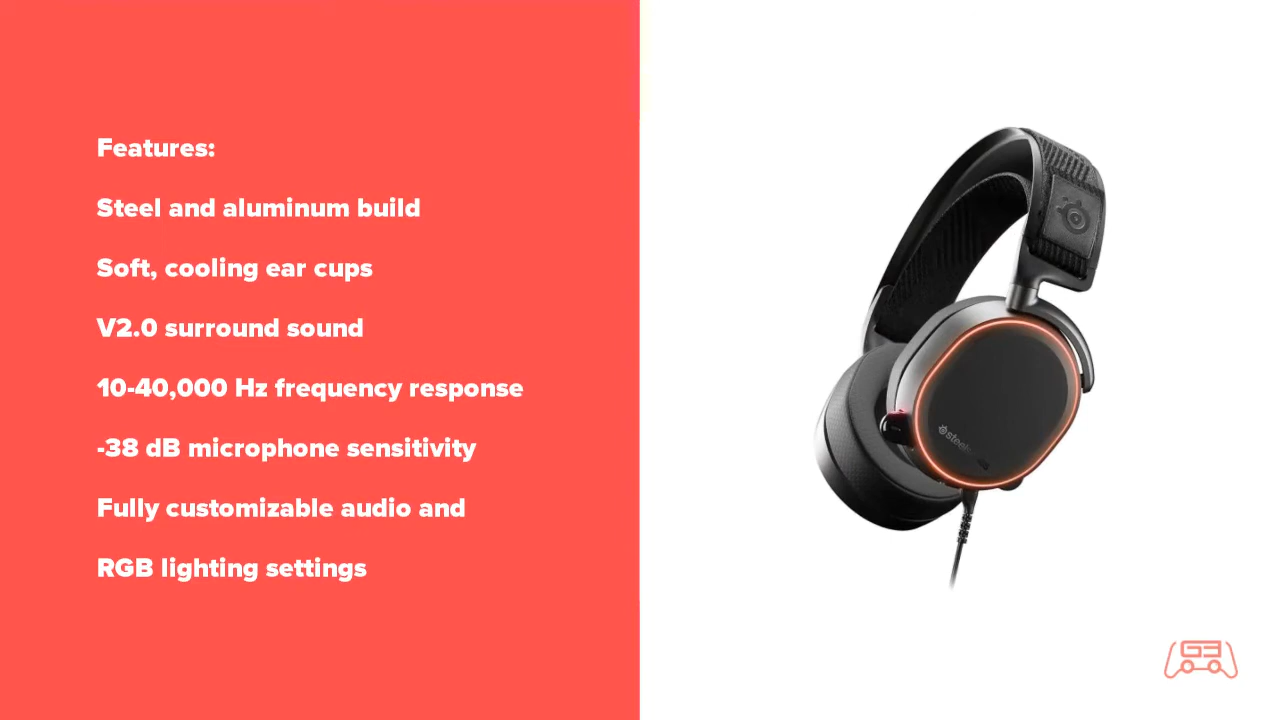 Features:
Steel and aluminum build
Soft, cooling ear cups
V2.0 surround sound
10-40,000 Hz frequency response
-38 dB microphone sensitivity
Fully customizable audio and
RGB lighting settings